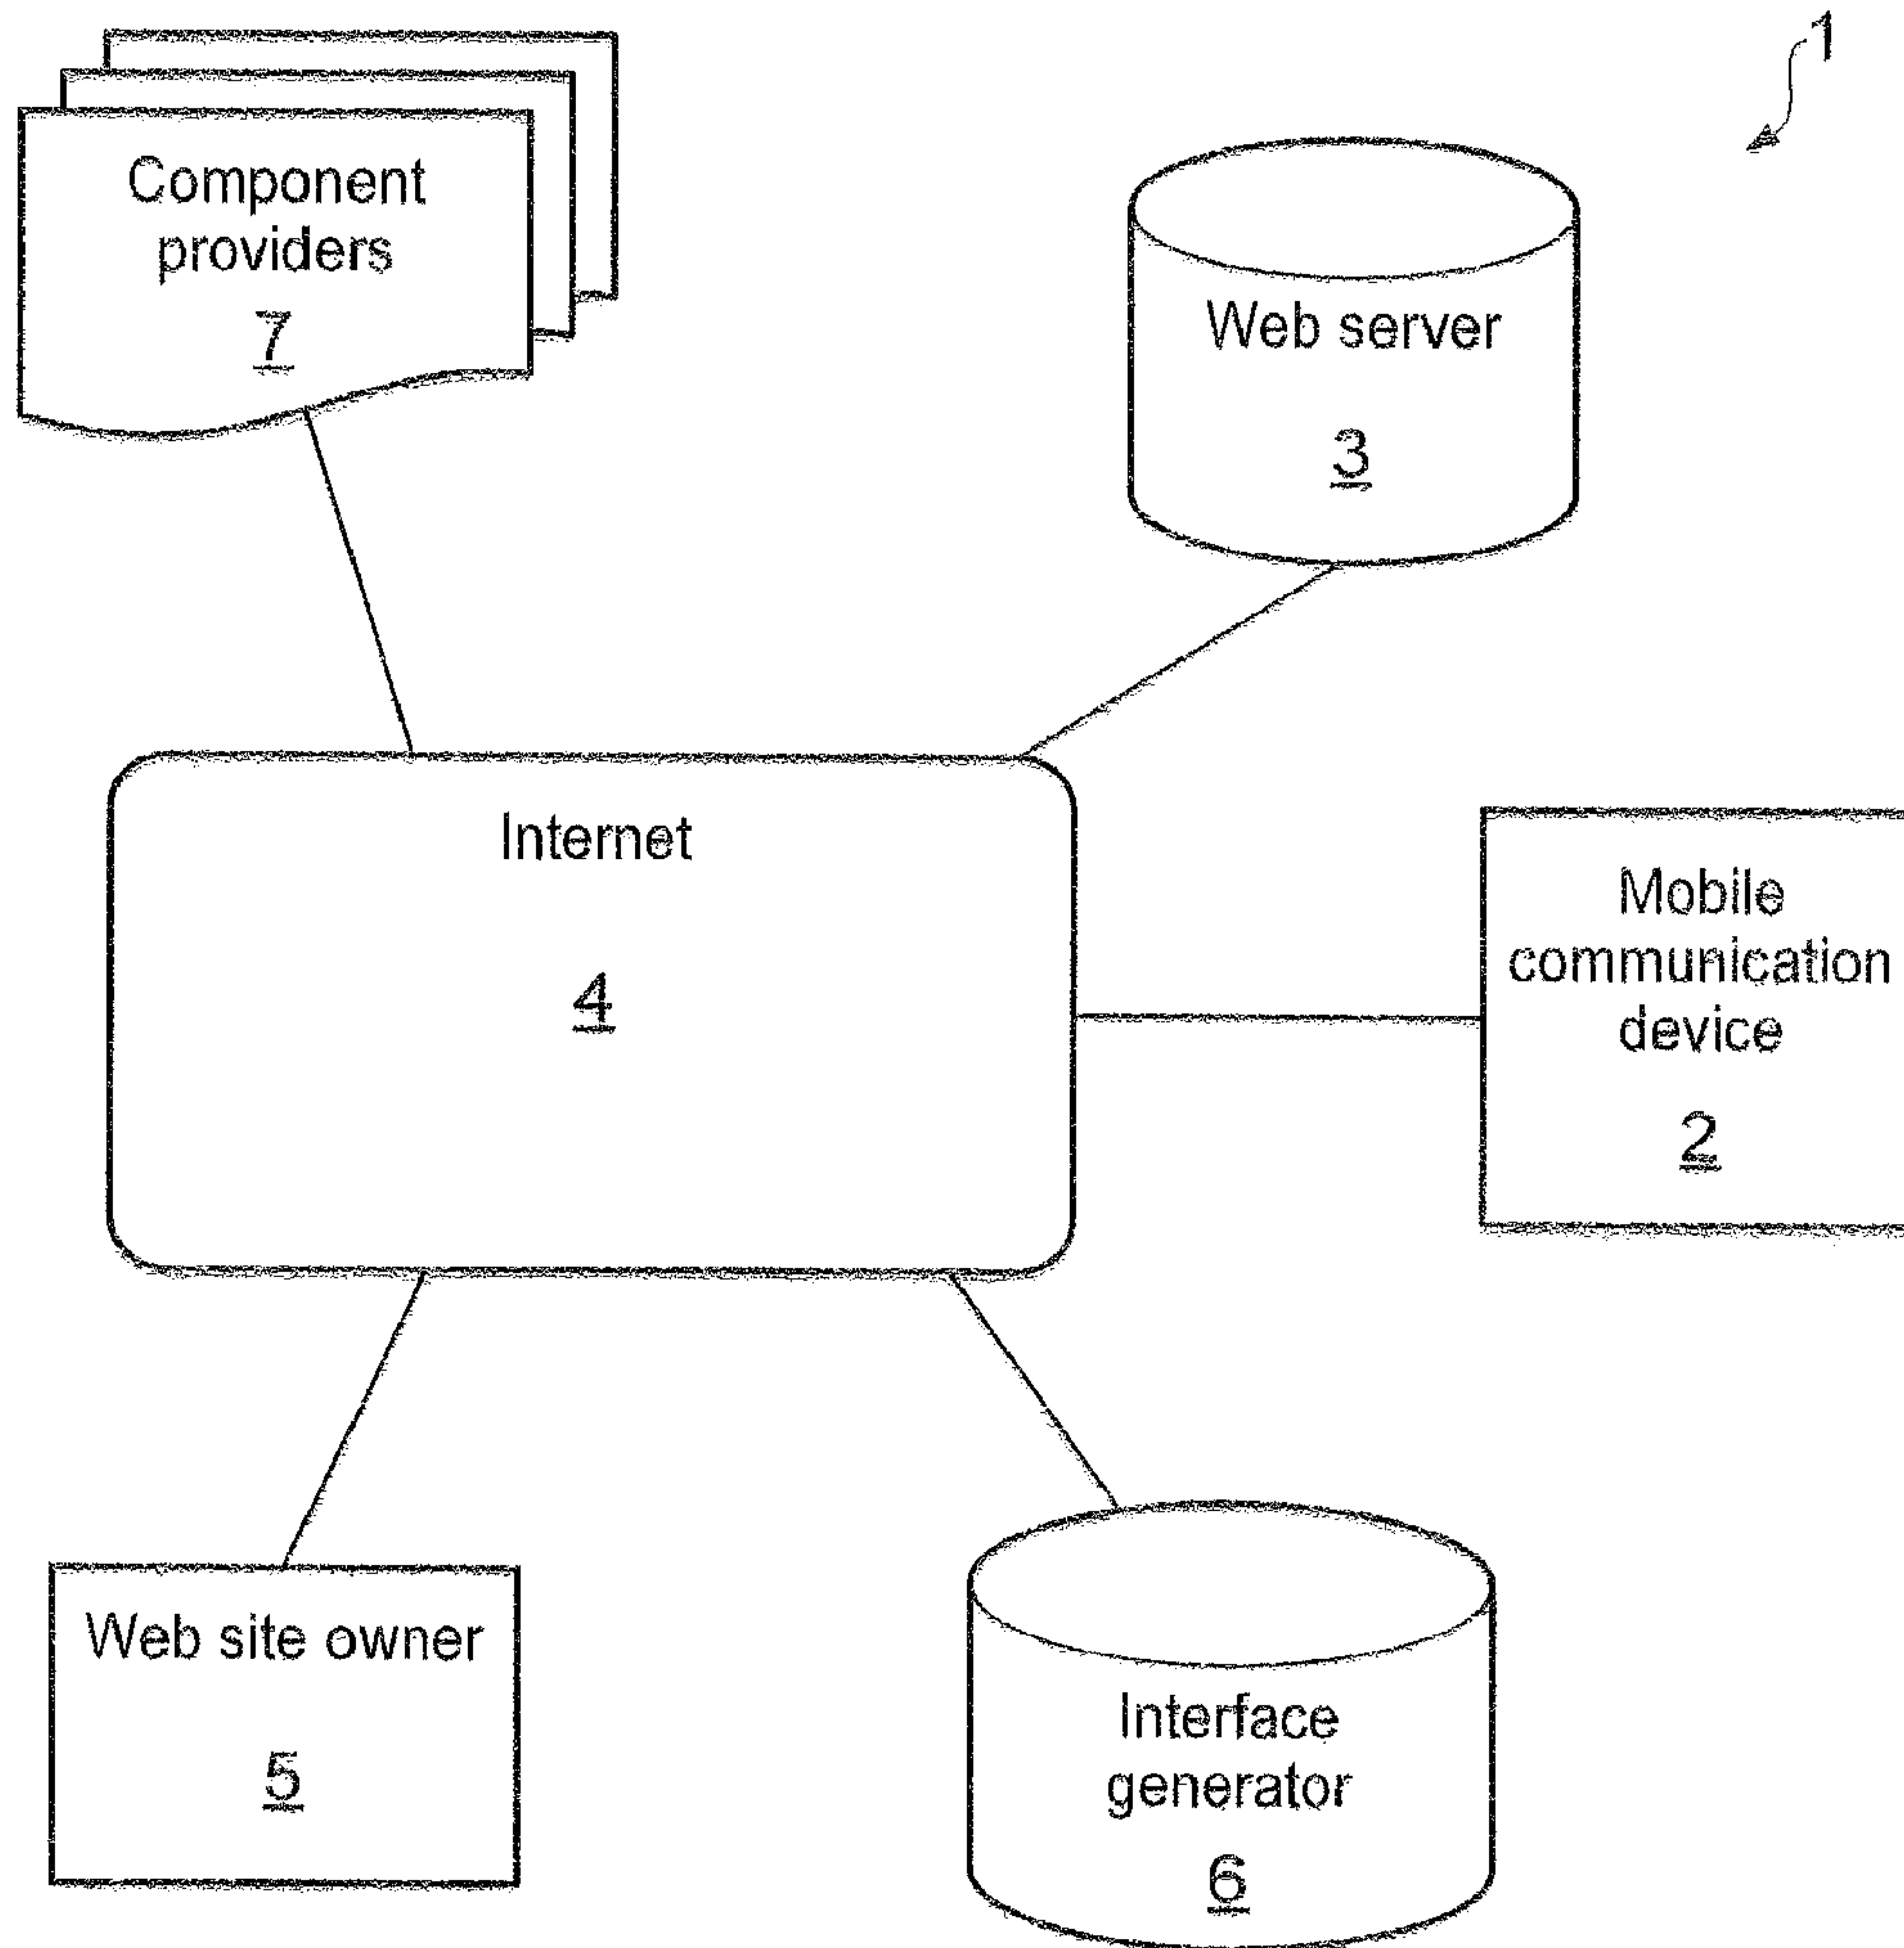 1
Component
providers
7
Web server
3
Internet
4
Mobile
communication
device
2
Web site owner
5
Interface
generator
6